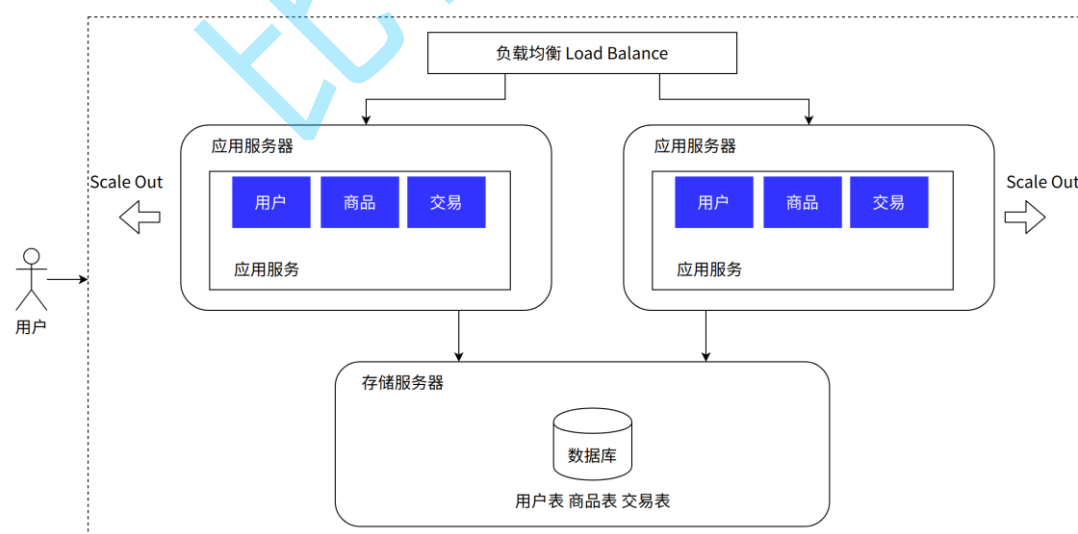 负载均衡 Load Balance
应用服务器
用户 商品 交易
应用服务
应用服务器
用户 商品 交易
应用服务
Scale Out
Scale Out
用户
存储服务器
数据库
用户表 商品表 交易表